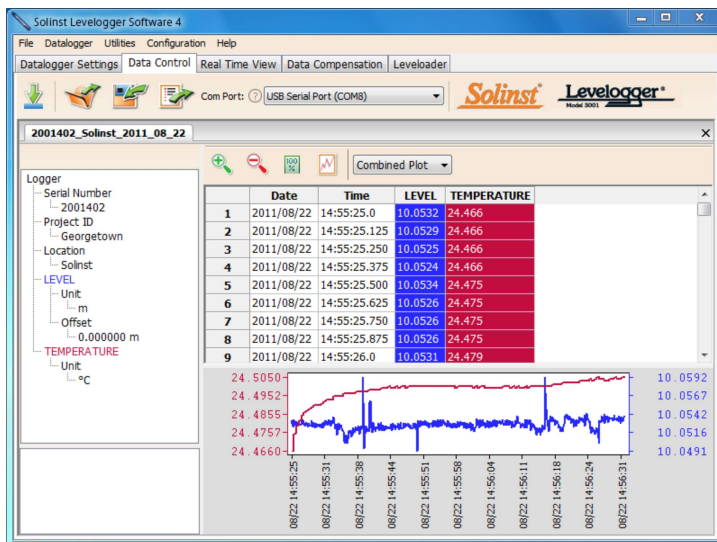 Solinst Levelogger Software 4
File Datalogger Utilities Configuration Help
Datalogger Settings Data Control Real Time View Data Compensation Leveloader
Com Port: ? USB Serial Port (COM8) Solinst Levelogger®
Model 3001
2001402_Solinst_2011_08_22
100% Combined Plot
Logger
Serial Number
2001402
Project ID
Georgetown
Location
Solinst
LEVEL
Unit
m
Offset
0.000000 m
TEMPERATURE
Unit
°C
Date Time LEVEL TEMPERATURE
1 2011/08/22 14:55:25.0 10.0532 24.466
2 2011/08/22 14:55:25.125 10.0529 24.466
3 2011/08/22 14:55:25.250 10.0525 24.466
4 2011/08/22 14:55:25.375 10.0524 24.466
5 2011/08/22 14:55:25.500 10.0534 24.475
6 2011/08/22 14:55:25.625 10.0526 24.475
7 2011/08/22 14:55:25.750 10.0526 24.475
8 2011/08/22 14:55:25.875 10.0526 24.475
9 2011/08/22 14:55:26.0 10.0531 24.479
24.5050 10.0592
24.4952 10.0567
24.4855 10.0542
24.4757 10.0516
24.4660 10.0491
08/22 14:55:25
08/22 14:55:31
08/22 14:55:38
08/22 14:55:44
08/22 14:55:51
08/22 14:55:58
08/22 14:56:04
08/22 14:56:11
08/22 14:56:18
08/22 14:56:24
08/22 14:56:31